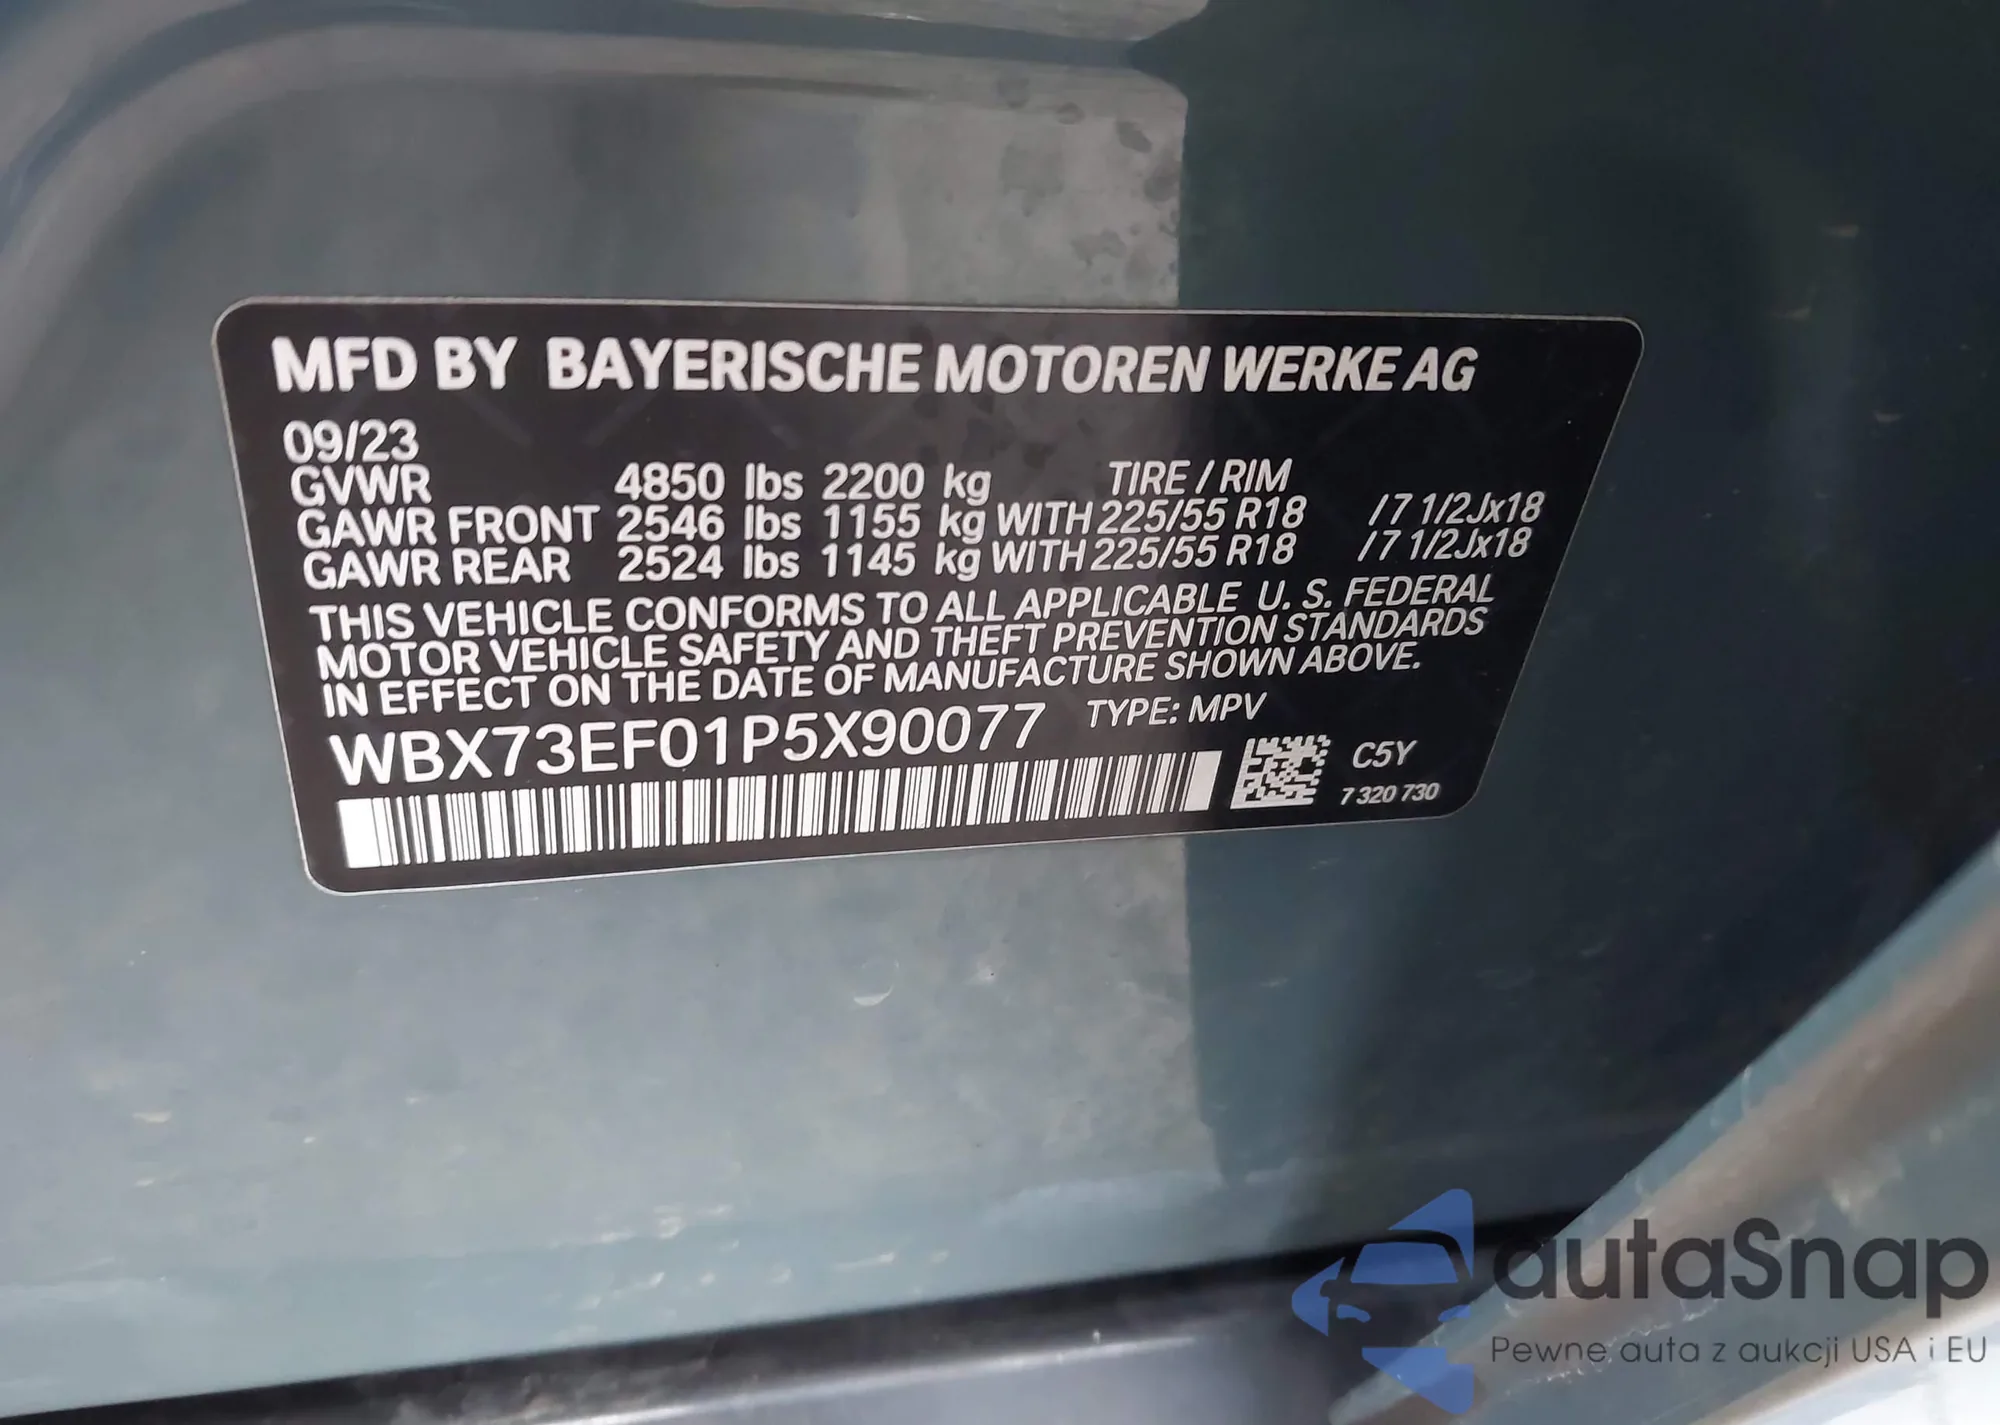 MFD BY BAYERISCHE MOTOREN WERKE AG
09/23
GVWR 4850 lbs 2200 kg TIRE / RIM
GAWR FRONT 2546 lbs 1155 kg WITH 225/55 R18 /7 1/2Jx18
GAWR REAR 2524 lbs 1145 kg WITH 225/55 R18 /7 1/2Jx18
THIS VEHICLE CONFORMS TO ALL APPLICABLE U. S. FEDERAL
MOTOR VEHICLE SAFETY AND THEFT PREVENTION STANDARDS
IN EFFECT ON THE DATE OF MANUFACTURE SHOWN ABOVE.
WBX73EF01P5X90077 TYPE: MPV
C5Y
7 320 730
autaSnap
Pewne auta z aukcji USA i EU